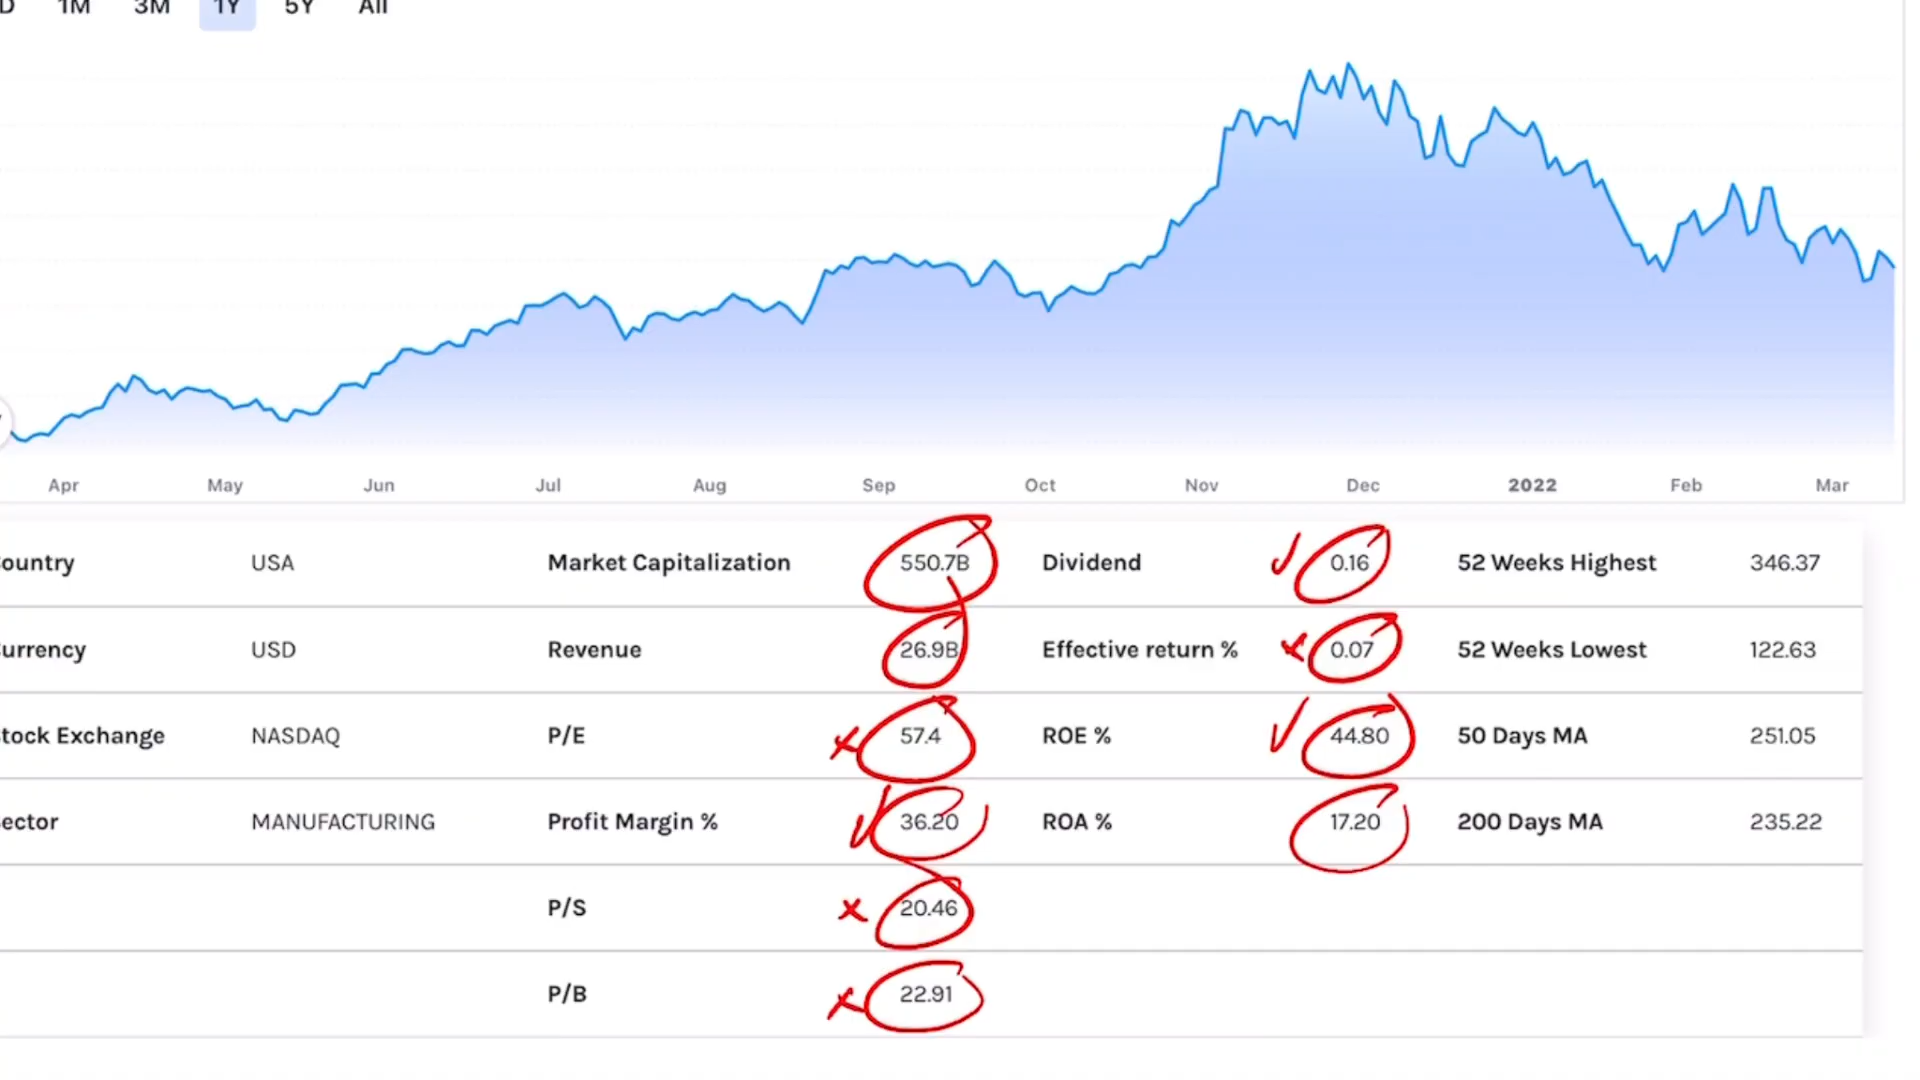 D 1M 3M 1Y 5Y All
Apr May Jun Jul Aug Sep Oct Nov Dec 2022 Feb Mar
ountry USA Market Capitalization 550.7B Dividend 0.16 52 Weeks Highest 346.37
urrency USD Revenue 26.9B Effective return % 0.07 52 Weeks Lowest 122.63
tock Exchange NASDAQ P/E 57.4 ROE % 44.80 50 Days MA 251.05
ector MANUFACTURING Profit Margin % 36.20 ROA % 17.20 200 Days MA 235.22
P/S 20.46
P/B 22.91